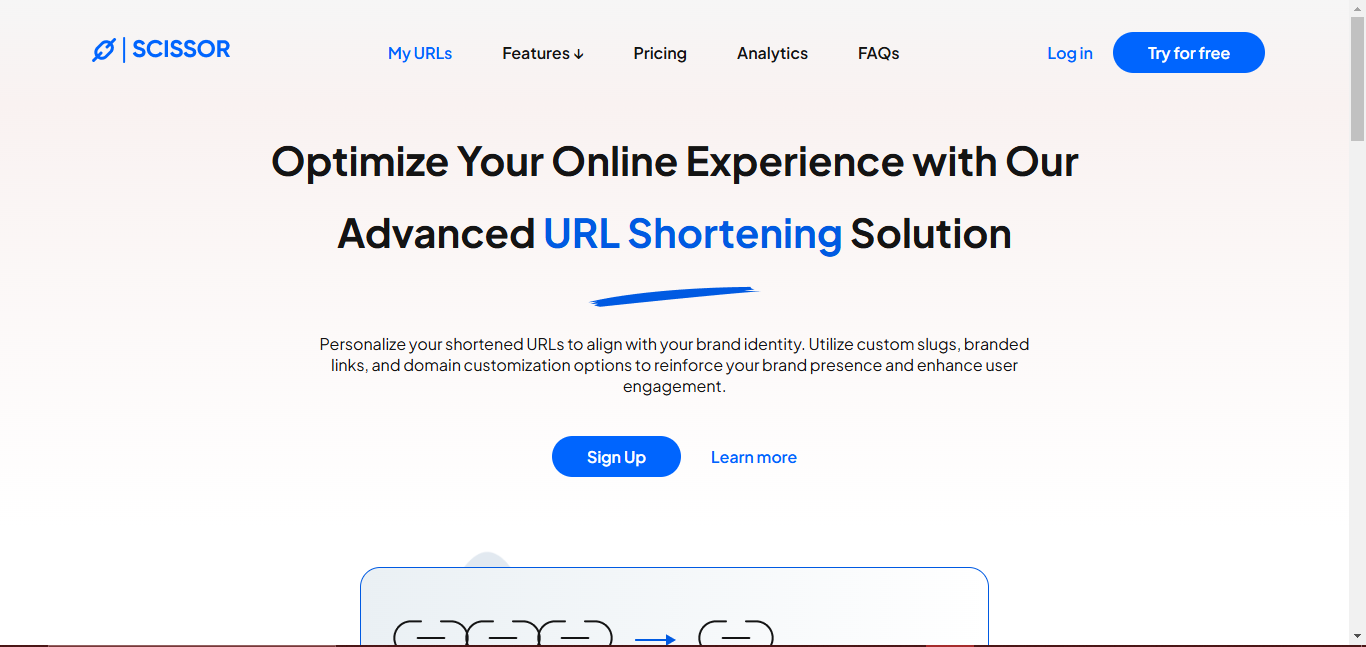 SCISSOR
My URLs
Features ↓
Pricing
Analytics
FAQs
Log in
Try for free
Optimize Your Online Experience with Our
Advanced URL Shortening Solution
Personalize your shortened URLs to align with your brand identity. Utilize custom slugs, branded
links, and domain customization options to reinforce your brand presence and enhance user
engagement.
Sign Up
Learn more